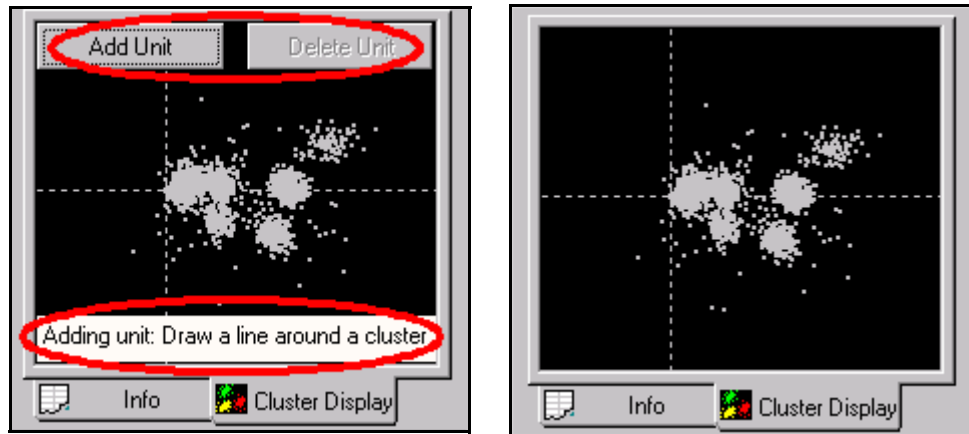 Add Unit Delete Unit
Adding unit: Draw a line around a cluster
Info Cluster Display
Info Cluster Display